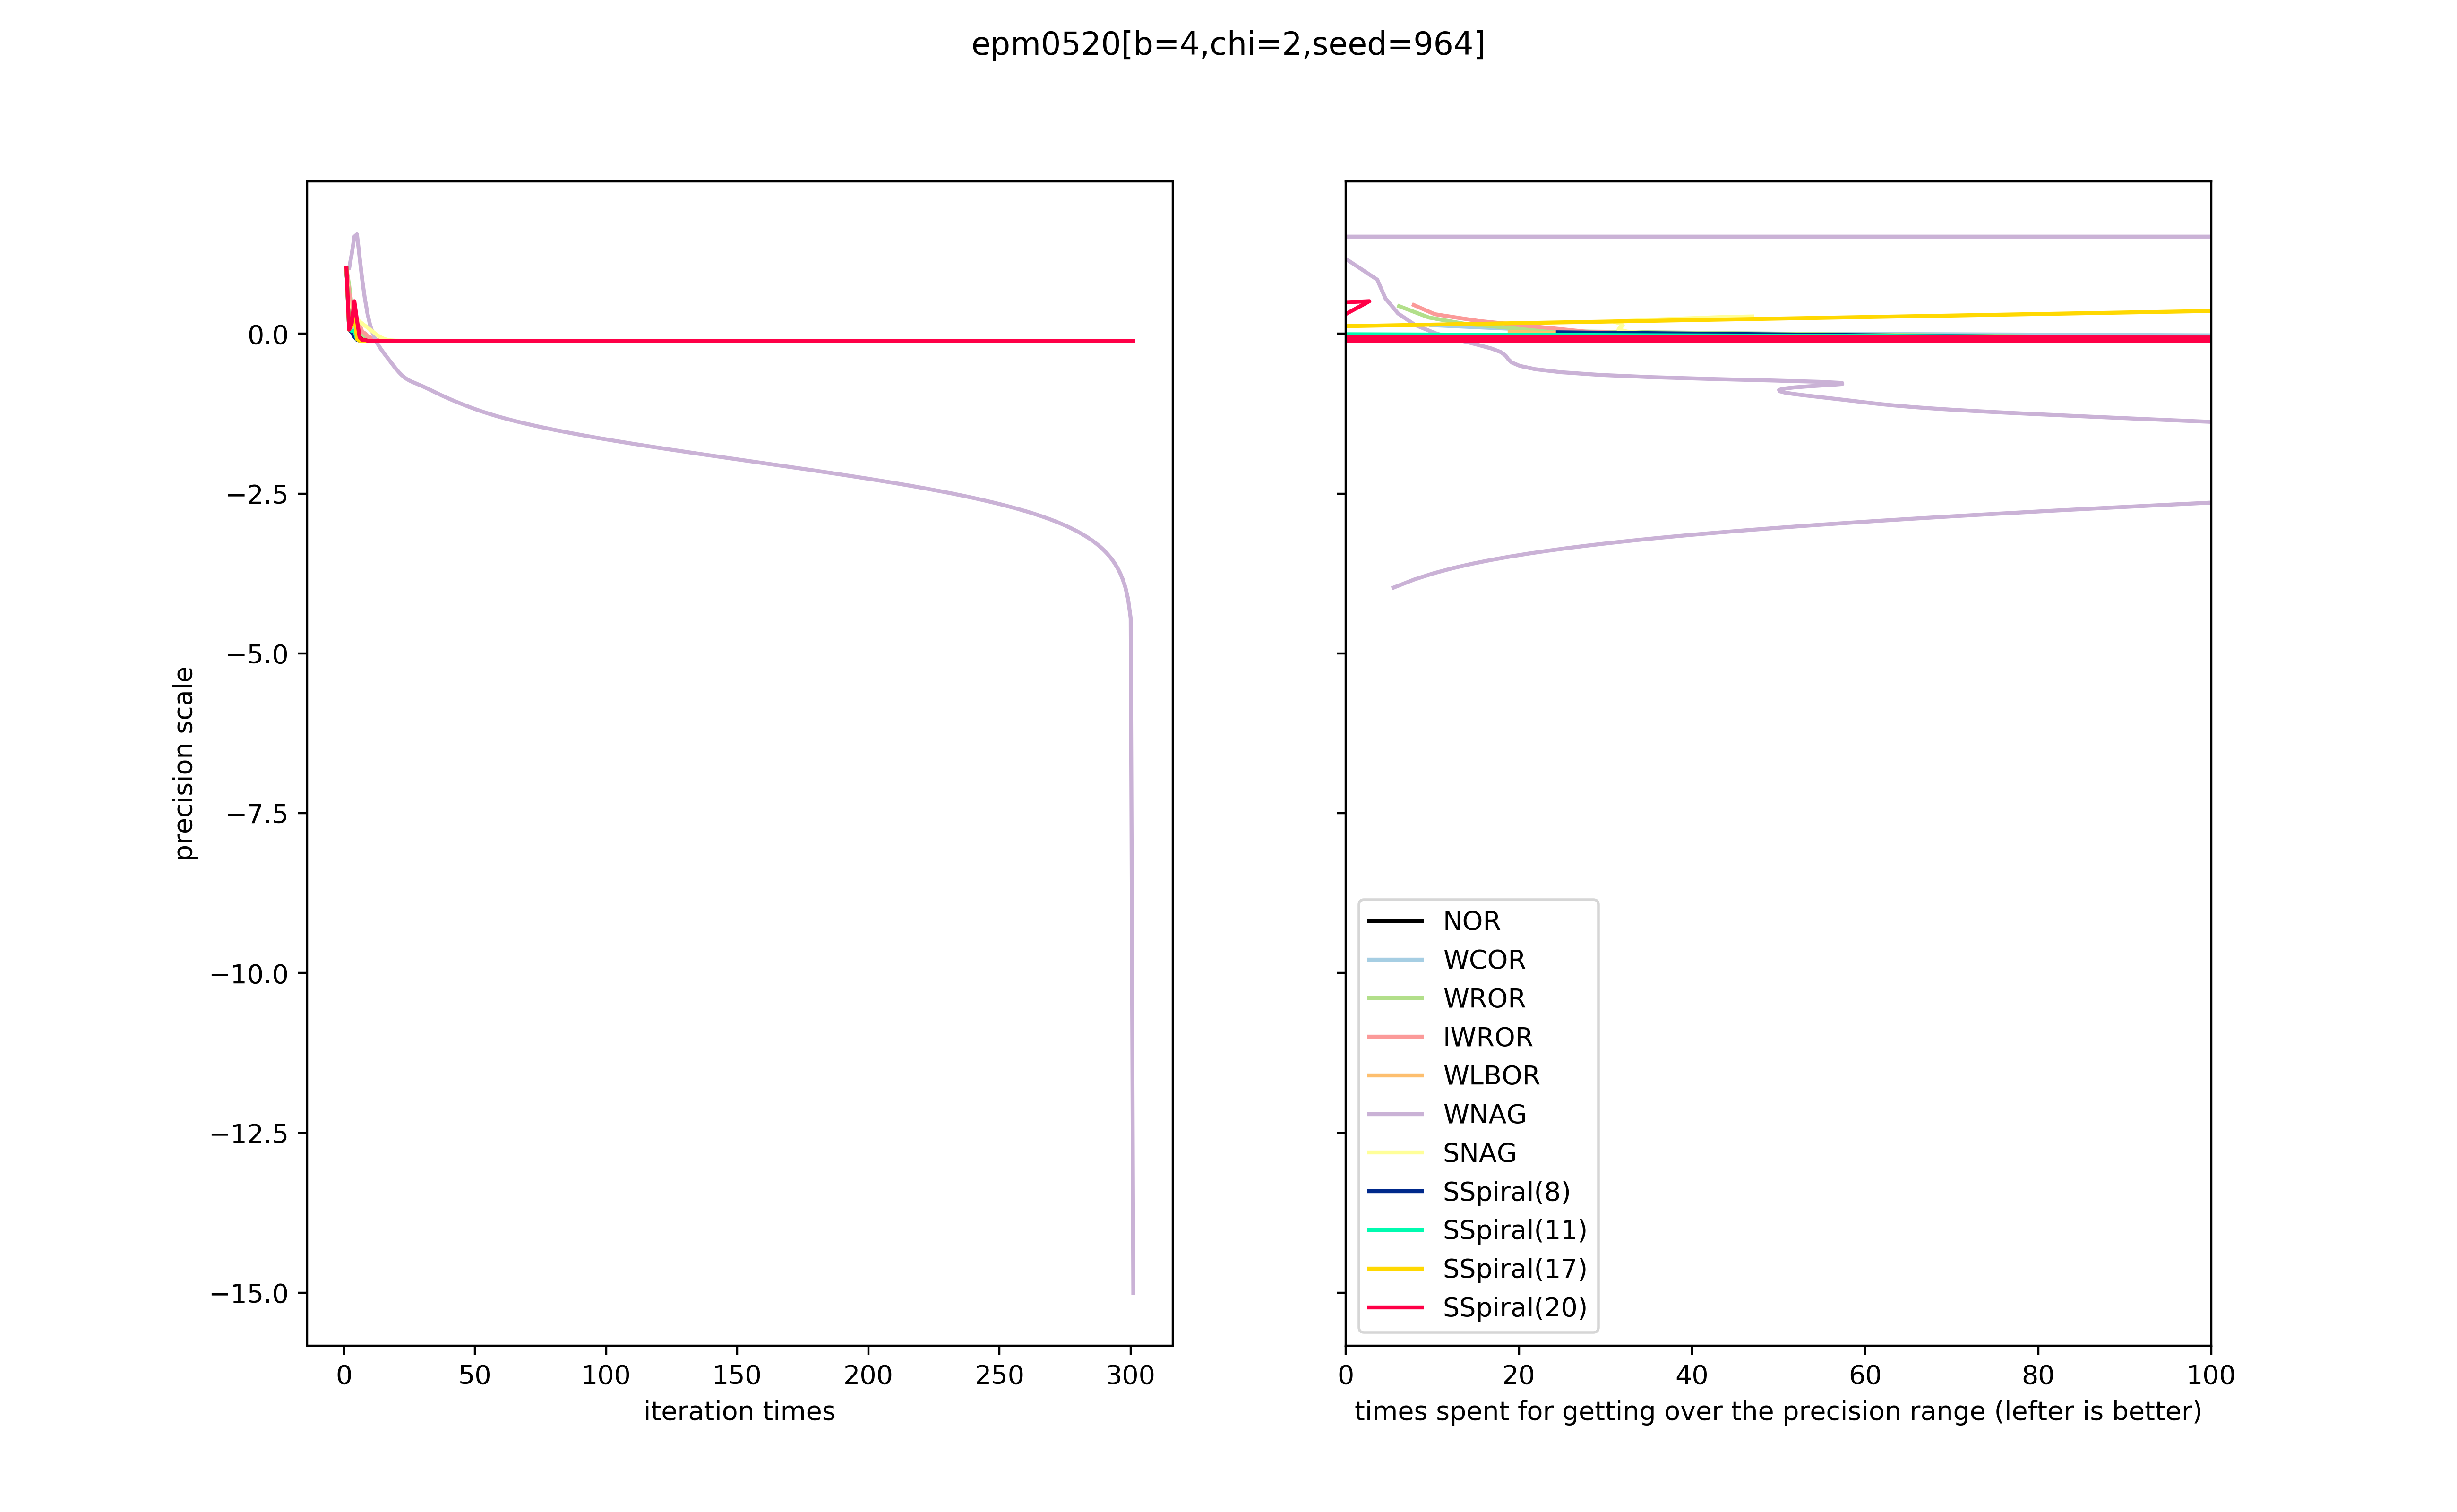 epm0520[b=4,chi=2,seed=964]
precision scale
0.0
−2.5
−5.0
−7.5
−10.0
−12.5
−15.0
0 50 100 150 200 250 300
iteration times
NOR
WCOR
WROR
IWROR
WLBOR
WNAG
SNAG
SSpiral(8)
SSpiral(11)
SSpiral(17)
SSpiral(20)
0 20 40 60 80 100
times spent for getting over the precision range (lefter is better)